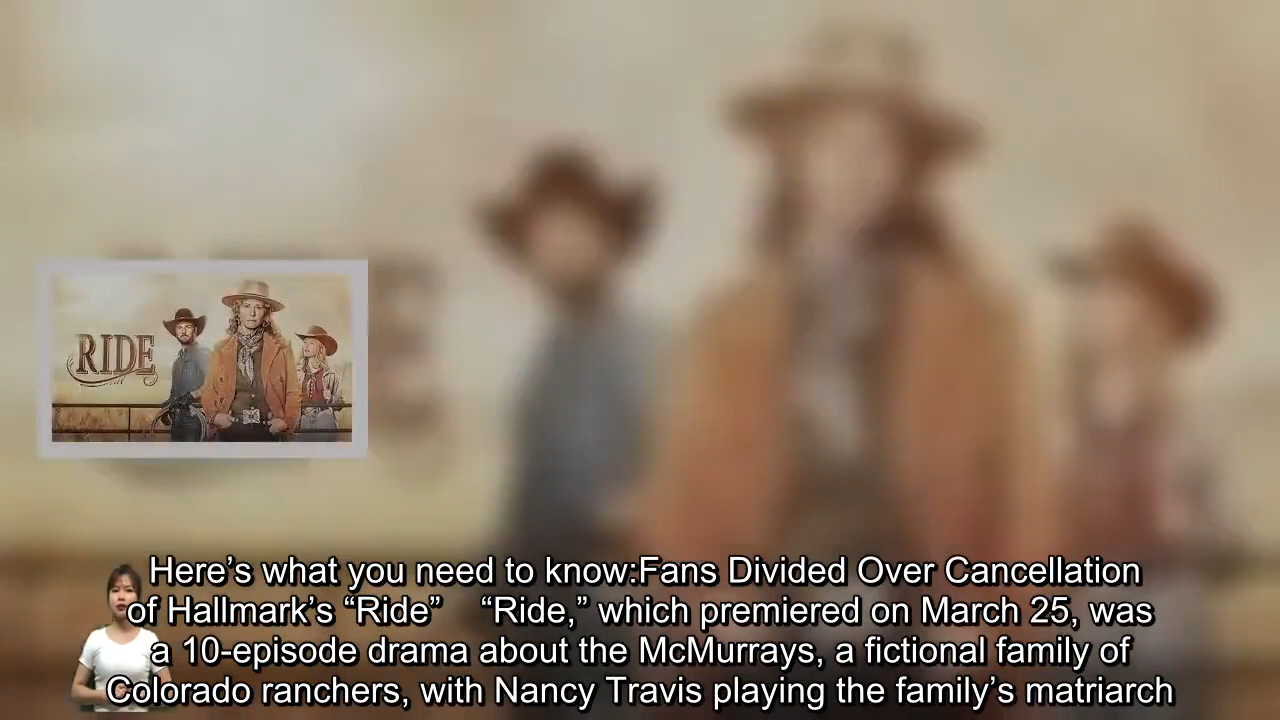 RIDE
Here’s what you need to know:Fans Divided Over Cancellation
of Hallmark’s “Ride” “Ride,” which premiered on March 25, was
a 10-episode drama about the McMurrays, a fictional family of
Colorado ranchers, with Nancy Travis playing the family’s matriarch